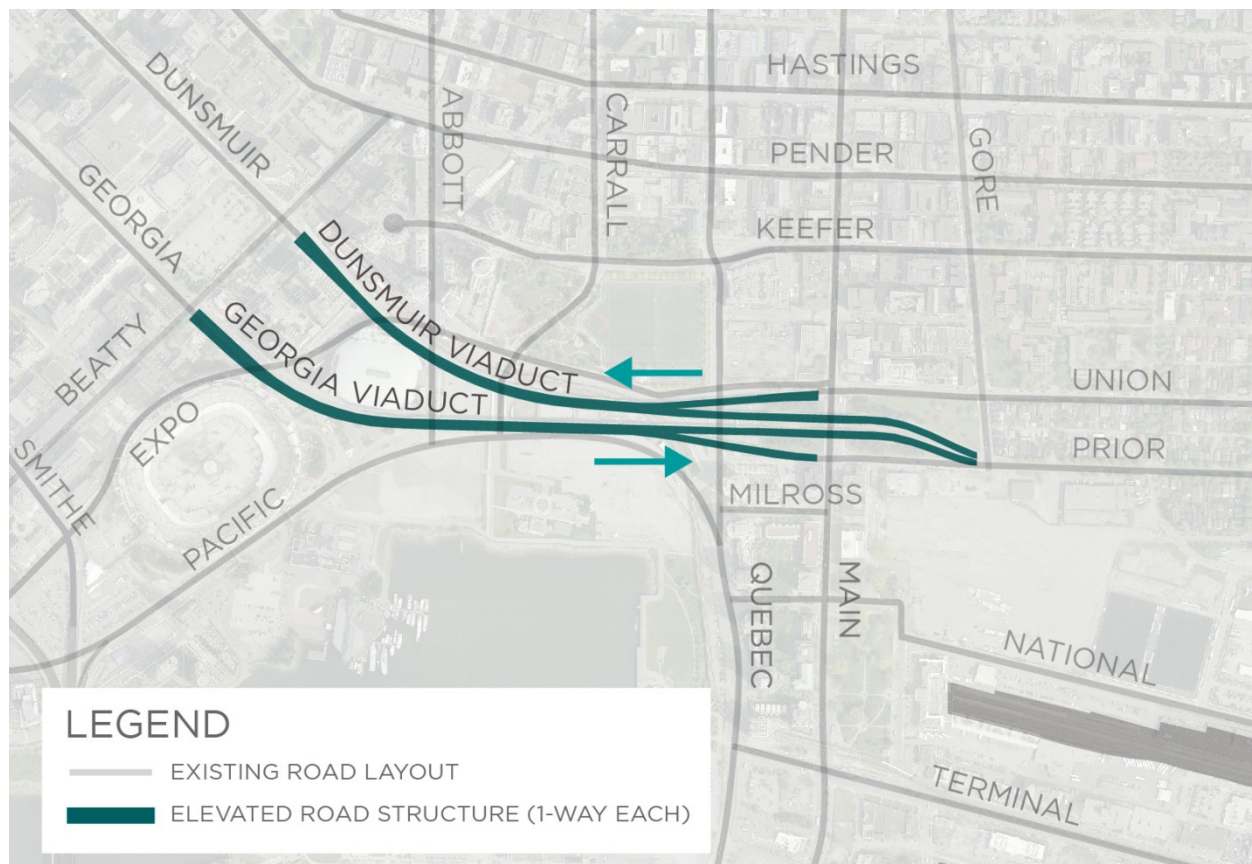 HASTINGS
DUNSMUIR
ABBOTT
CARRALL
GORE
PENDER
GEORGIA
KEEFER
DUNSMUIR VIADUCT
GEORGIA VIADUCT
BEATTY
UNION
EXPO
PRIOR
SMITHE
PACIFIC
MILROSS
QUEBEC
MAIN
NATIONAL
TERMINAL
LEGEND
EXISTING ROAD LAYOUT
ELEVATED ROAD STRUCTURE (1-WAY EACH)